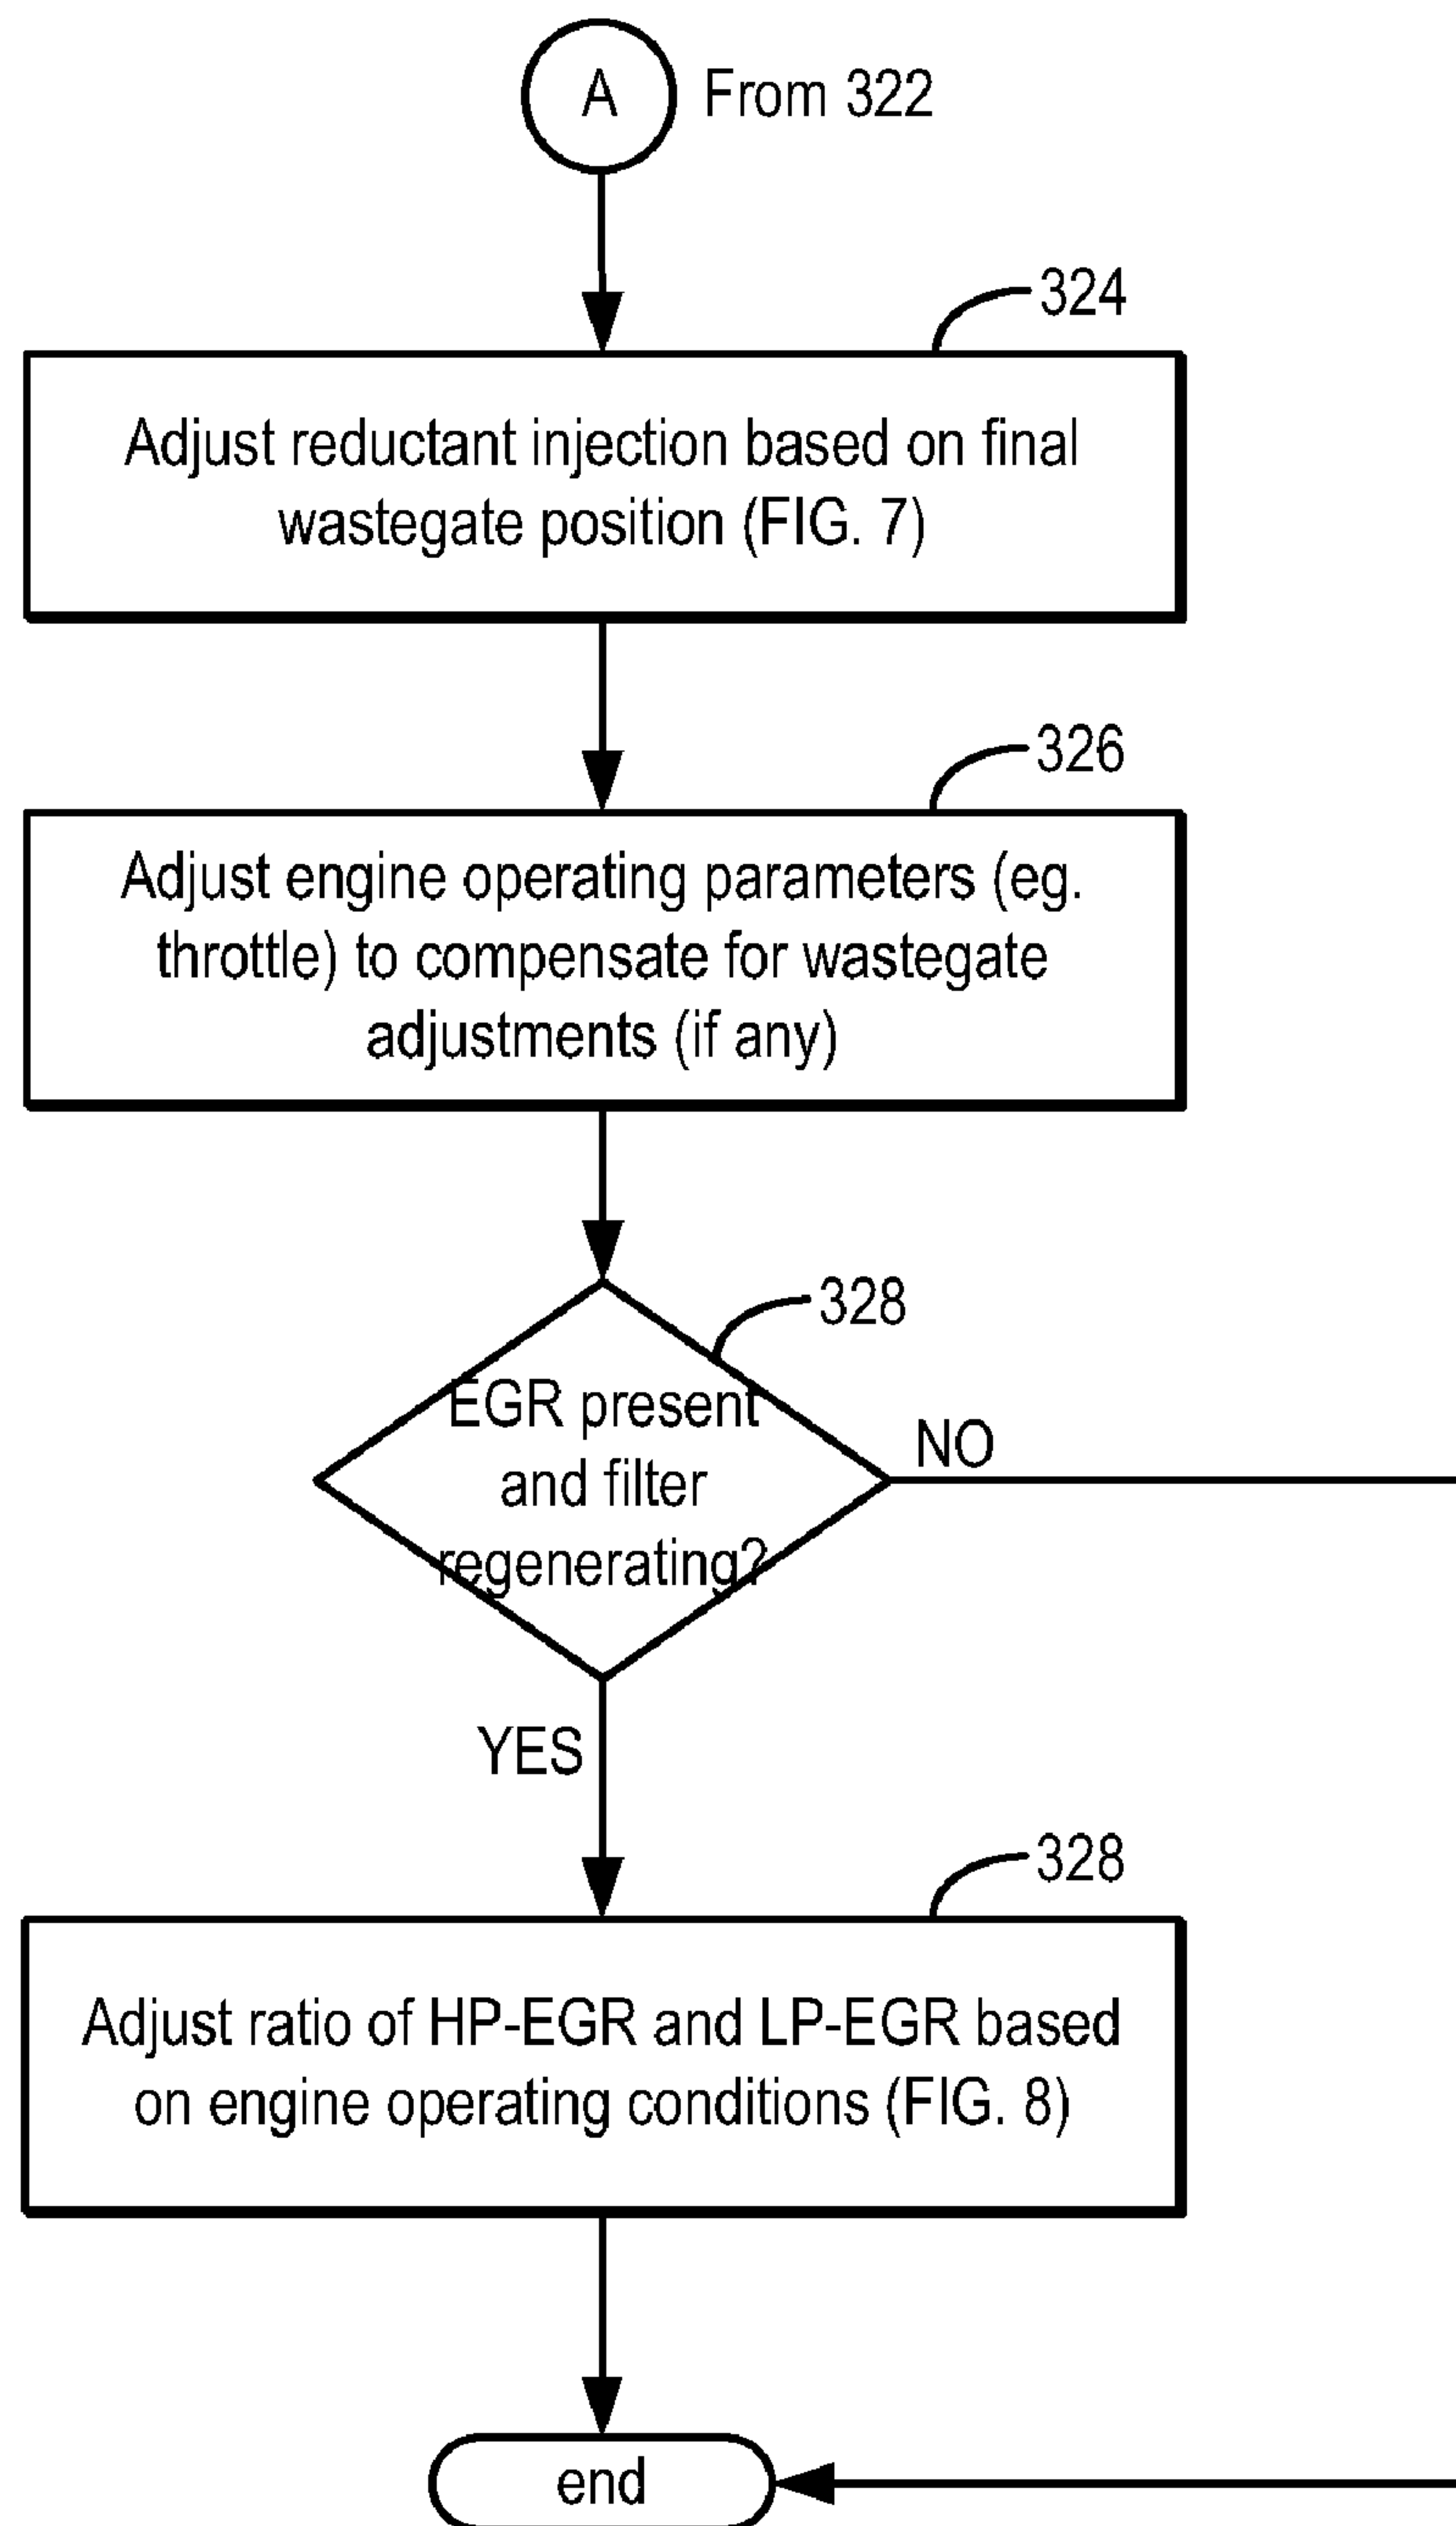 A
From 322
324
Adjust reductant injection based on final
wastegate position (FIG. 7)
326
Adjust engine operating parameters (eg.
throttle) to compensate for wastegate
adjustments (if any)
328
EGR present
and filter
regenerating?
NO
YES
328
Adjust ratio of HP-EGR and LP-EGR based
on engine operating conditions (FIG. 8)
end